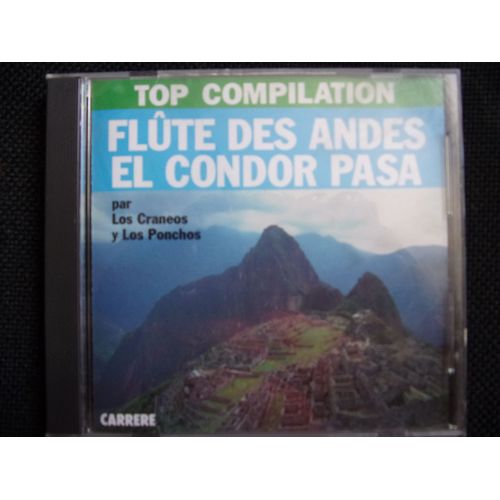 TOP COMPILATION
FLÛTE DES ANDES
EL CONDOR PASA
par
Los Craneos
y Los Ponchos
CARRERE